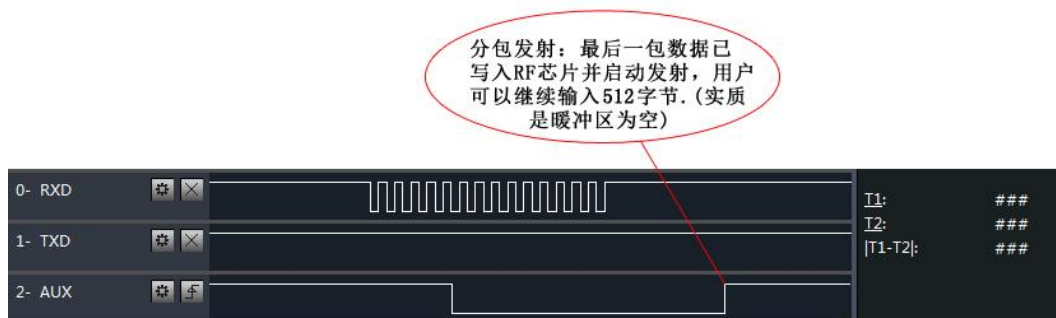 分包发射：最后一包数据已
写入RF芯片并启动发射，用户
可以继续输入512字节.(实质
是暖冲区为空)
0- RXD
T1: ###
1- TXD
T2: ###
|T1-T2|: ###
2- AUX